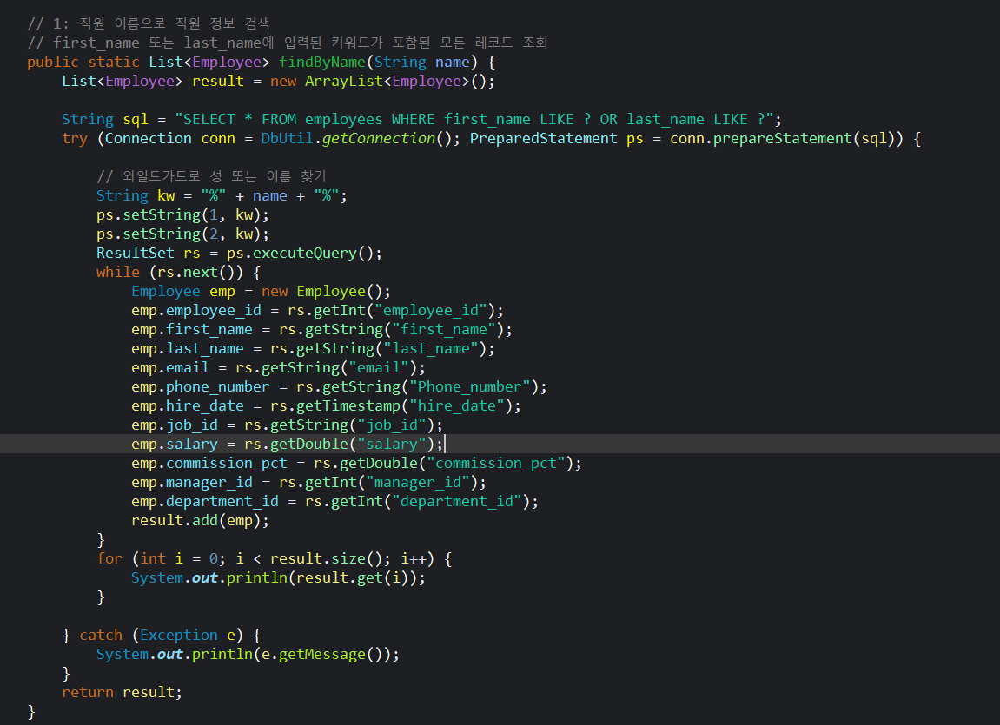 // 1: 직원 이름으로 직원 정보 검색
// first_name 또는 last_name에 입력된 키워드가 포함된 모든 레코드 조회
public static List<Employee> findByName(String name) {
    List<Employee> result = new ArrayList<Employee>();

    String sql = "SELECT * FROM employees WHERE first_name LIKE ? OR last_name LIKE ?";
    try (Connection conn = DbUtil.getConnection(); PreparedStatement ps = conn.prepareStatement(sql)) {

        // 와일드카드로 성 또는 이름 찾기
        String kw = "%" + name + "%";
        ps.setString(1, kw);
        ps.setString(2, kw);
        ResultSet rs = ps.executeQuery();
        while (rs.next()) {
            Employee emp = new Employee();
            emp.employee_id = rs.getInt("employee_id");
            emp.first_name = rs.getString("first_name");
            emp.last_name = rs.getString("last_name");
            emp.email = rs.getString("email");
            emp.phone_number = rs.getString("Phone_number");
            emp.hire_date = rs.getTimestamp("hire_date");
            emp.job_id = rs.getString("job_id");
            emp.salary = rs.getDouble("salary");
            emp.commission_pct = rs.getDouble("commission_pct");
            emp.manager_id = rs.getInt("manager_id");
            emp.department_id = rs.getInt("department_id");
            result.add(emp);
        }
        for (int i = 0; i < result.size(); i++) {
            System.out.println(result.get(i));
        }

    } catch (Exception e) {
        System.out.println(e.getMessage());
    }
    return result;
}